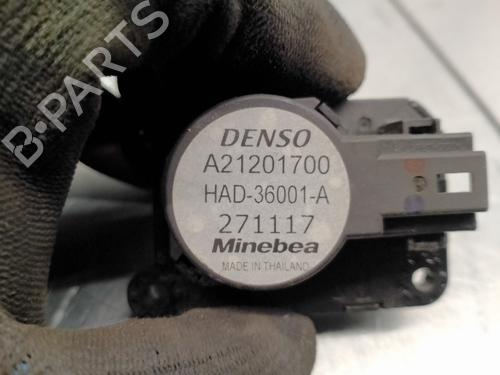 DENSO
A21201700
HAD-36001-A
271117
Minebea
MADE IN THAILAND
B-PARTS